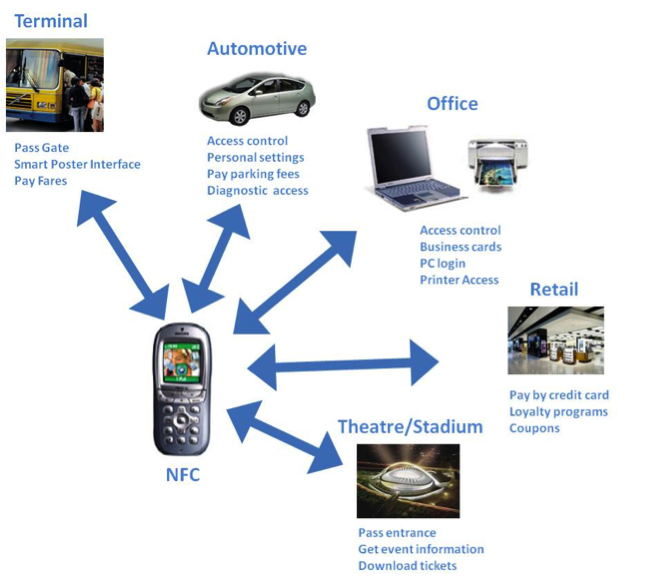 Terminal
Pass Gate
Smart Poster Interface
Pay Fares
Automotive
Access control
Personal settings
Pay parking fees
Diagnostic access
Office
Access control
Business cards
PC login
Printer Access
Retail
Pay by credit card
Loyalty programs
Coupons
Theatre/Stadium
Pass entrance
Get event information
Download tickets
NFC